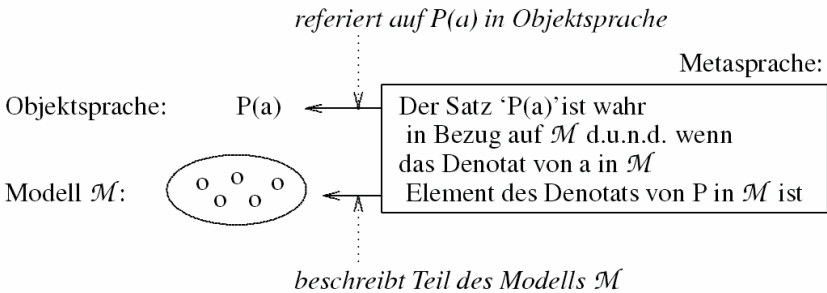 referiert auf P(a) in Objektsprache
Metasprache:
Objektsprache: P(a)
Der Satz ‘P(a)’ist wahr
in Bezug auf ℳ d.u.n.d. wenn
das Denotat von a in ℳ
Element des Denotats von P in ℳ ist
Modell ℳ:
o o o o o
beschreibt Teil des Modells ℳ